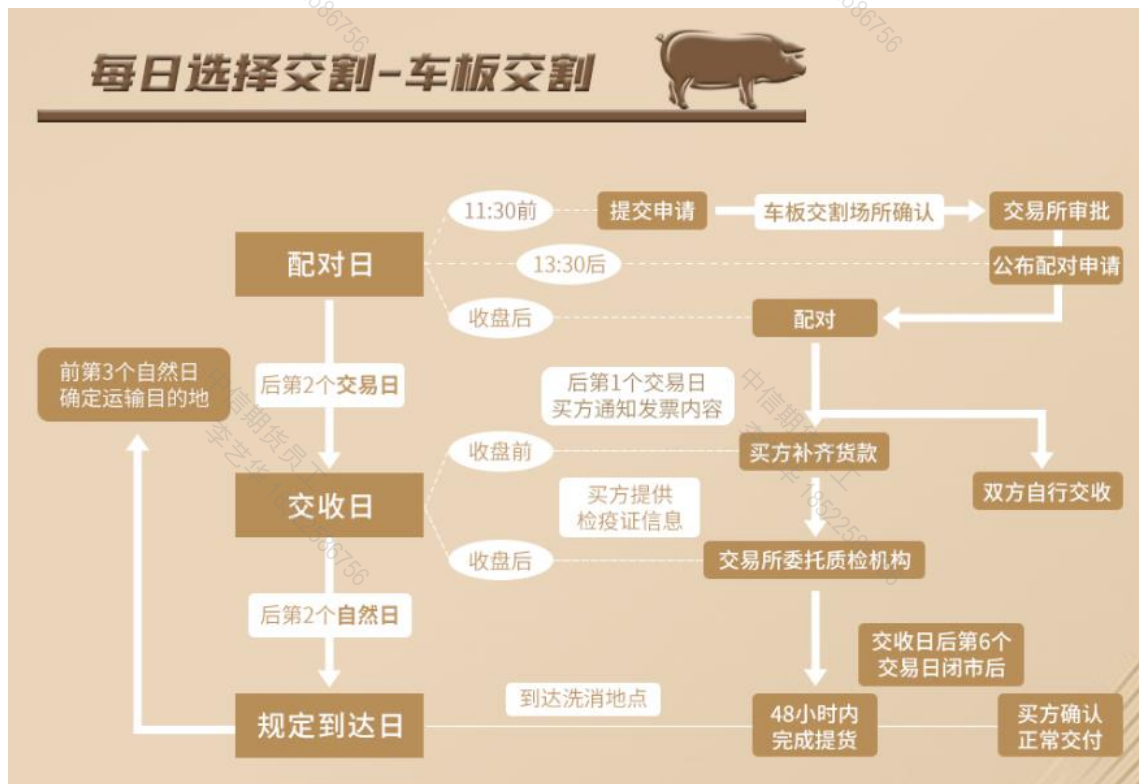 每日选择交割-车板交割
11:30前
提交申请
车板交割场所确认
交易所审批
配对日
13:30后
公布配对申请
收盘后
配对
前第3个自然日
确定运输目的地
后第2个交易日
后第1个交易日
买方通知发票内容
收盘前
买方补齐货款
双方自行交收
交收日
买方提供
检疫证信息
收盘后
交易所委托质检机构
后第2个自然日
交收日后第6个
交易日闭市后
规定到达日
到达洗消地点
48小时内
完成提货
买方确认
正常交付
中信期货员工